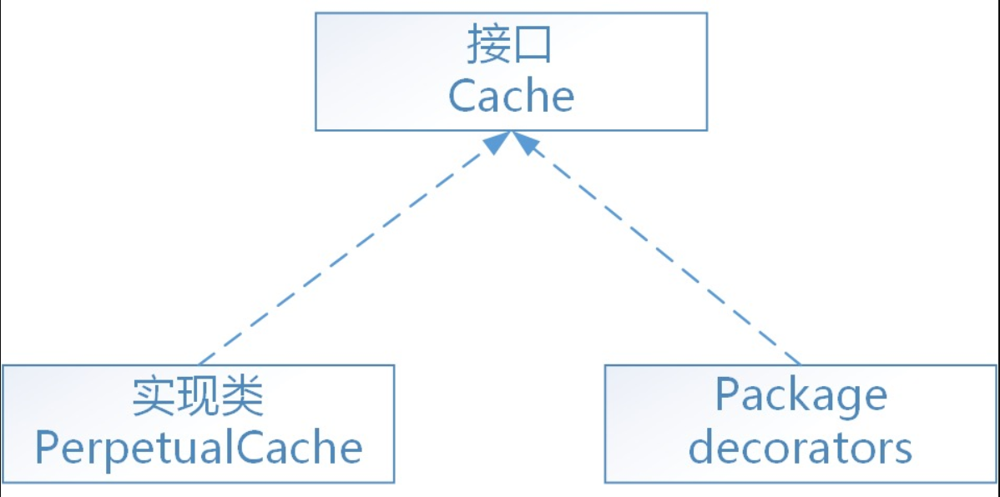 接口
Cache
实现类
PerpetualCache
Package
decorators